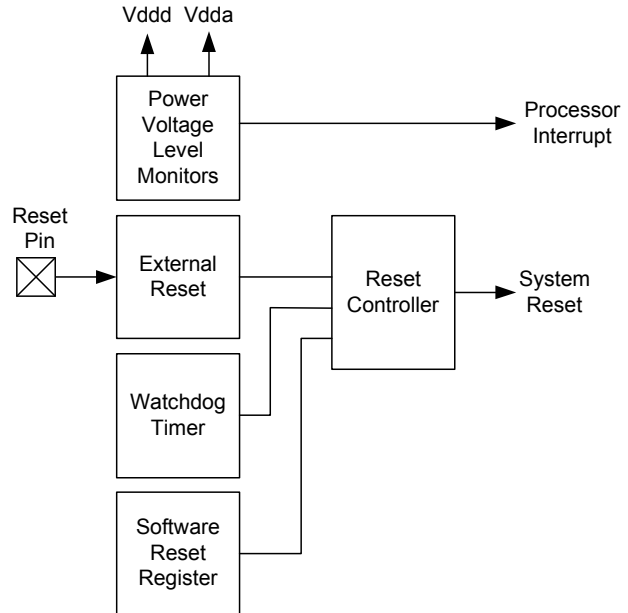 Vddd Vdda
Power
Voltage
Level
Monitors
Processor
Interrupt
Reset
Pin
External
Reset
Reset
Controller
System
Reset
Watchdog
Timer
Software
Reset
Register